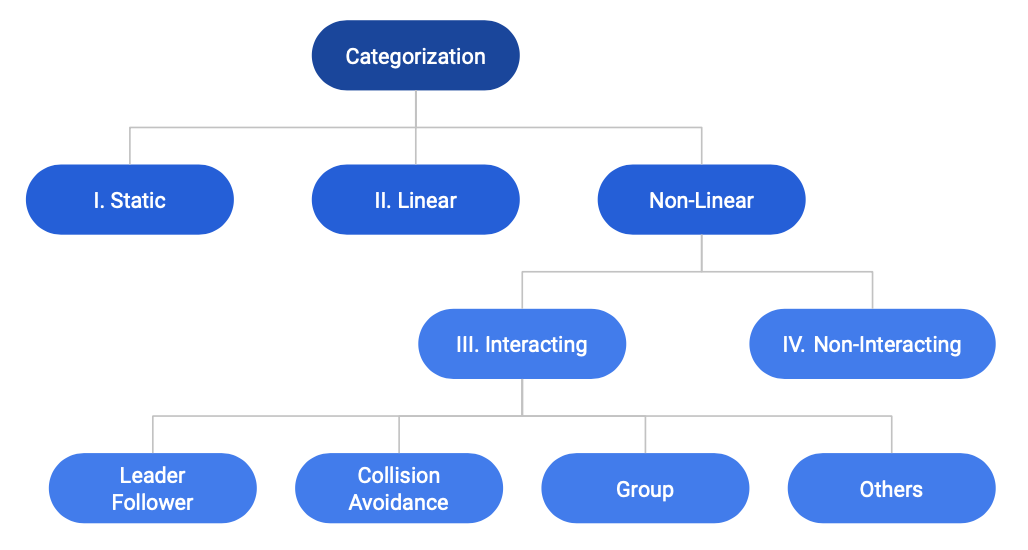 Categorization
I. Static
II. Linear
Non-Linear
III. Interacting
IV. Non-Interacting
Leader
Follower
Collision
Avoidance
Group
Others